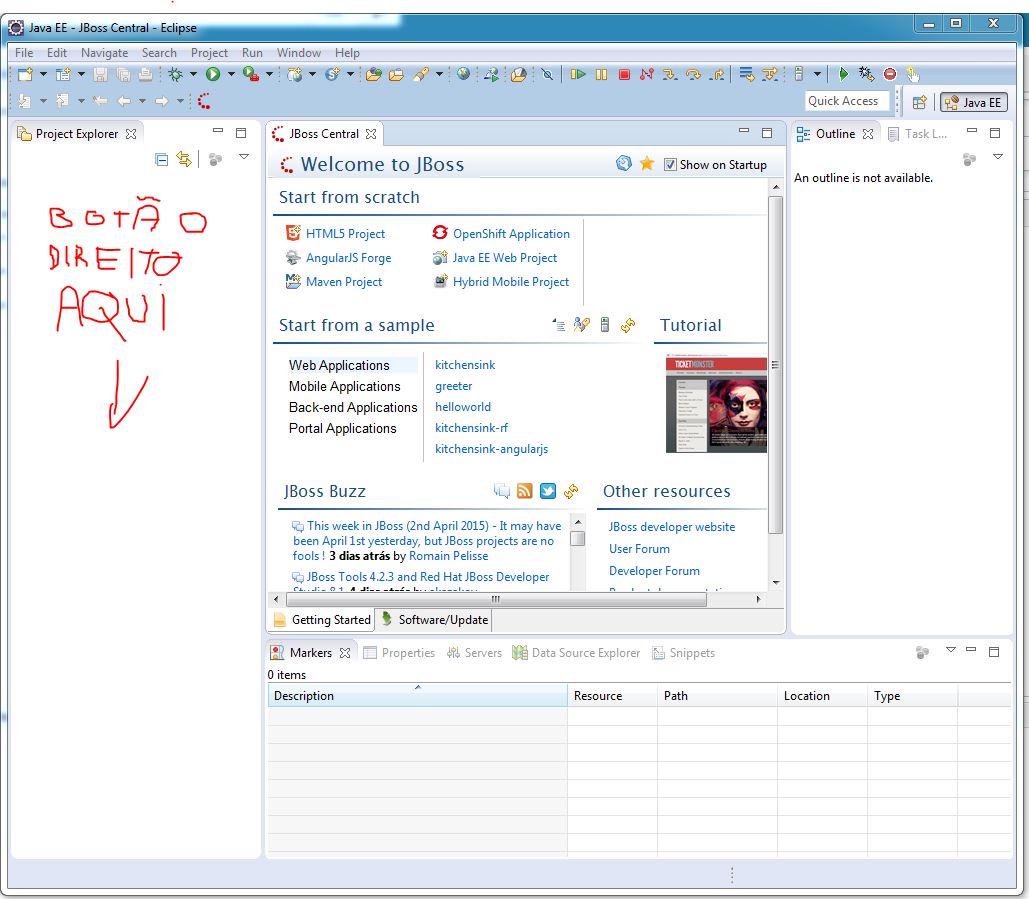 Java EE - JBoss Central - Eclipse
File Edit Navigate Search Project Run Window Help
Quick Access
Java EE
Project Explorer
BOTÃO
DIREITO
AQUI
JBoss Central
Welcome to JBoss
Show on Startup
Start from scratch
HTML5 Project OpenShift Application
AngularJS Forge Java EE Web Project
Maven Project Hybrid Mobile Project
Start from a sample
Web Applications kitchensink
Mobile Applications greeter
Back-end Applications helloworld
Portal Applications kitchensink-rf
kitchensink-angularjs
Tutorial
TICKETMONSTER
JBoss Buzz
This week in JBoss (2nd April 2015) - It may have
been April 1st yesterday, but JBoss projects are no
fools ! 3 dias atrás by Romain Pelisse
JBoss Tools 4.2.3 and Red Hat JBoss Developer
Other resources
JBoss developer website
User Forum
Developer Forum
Getting Started Software/Update
Outline Task L...
An outline is not available.
Markers Properties Servers Data Source Explorer Snippets
0 items
Description Resource Path Location Type